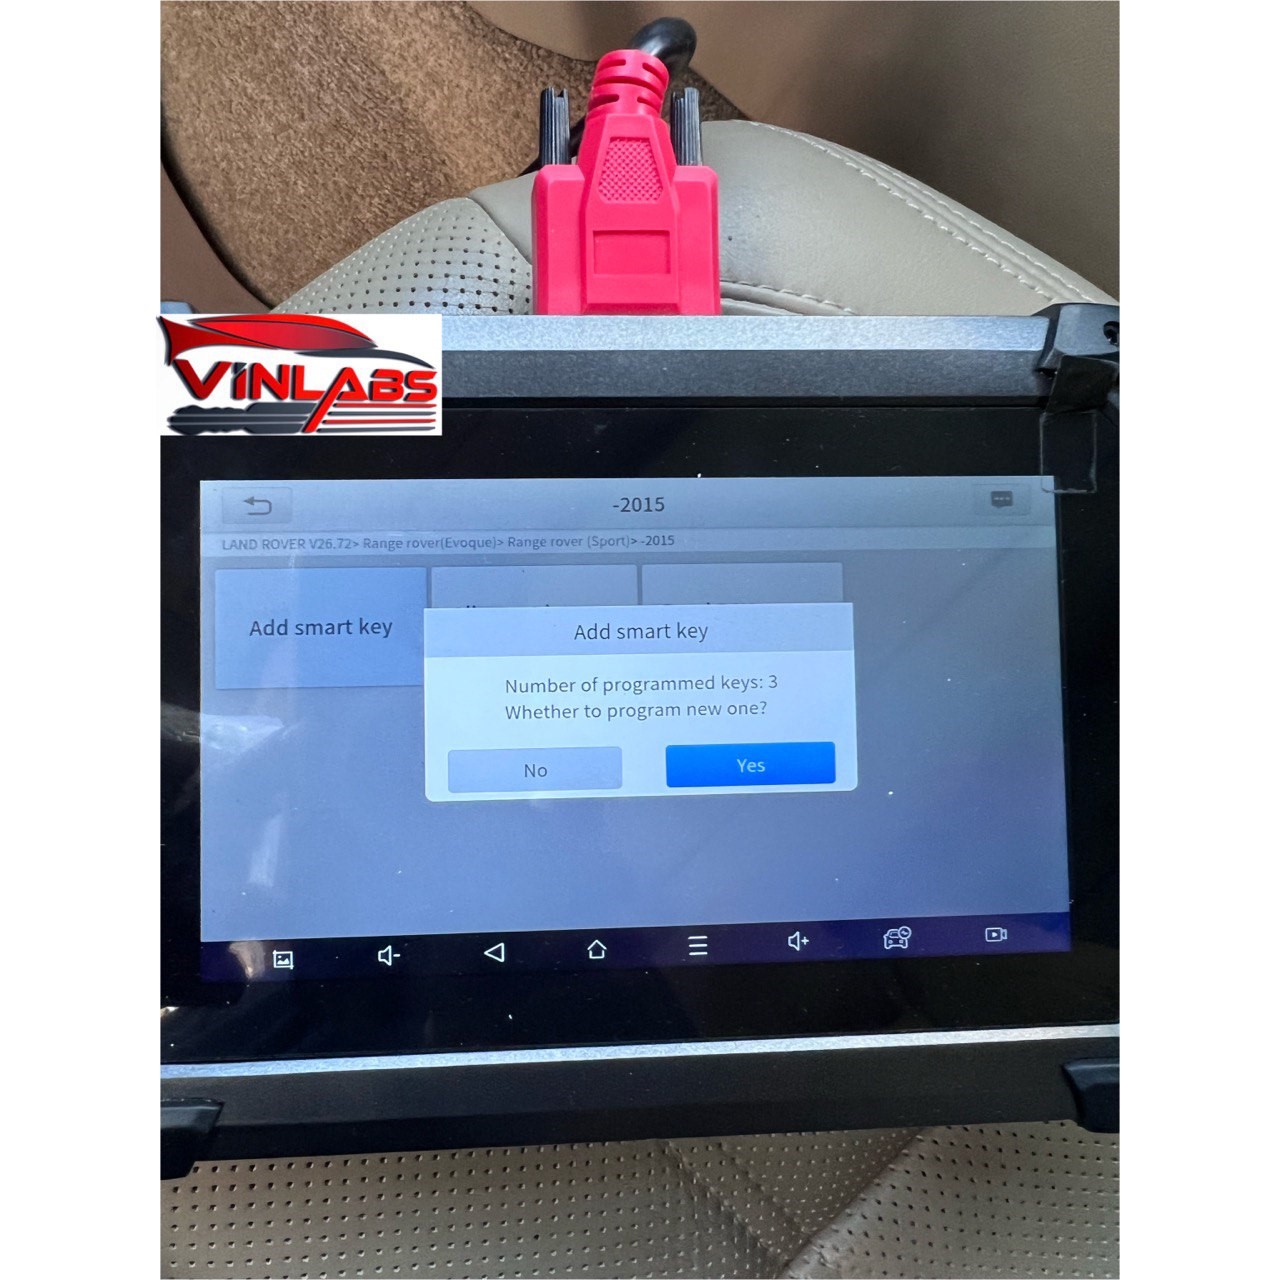 VINLABS
-2015
LAND ROVER V26.72> Range rover(Evoque)> Range rover (Sport)> -2015
Add smart key
Add smart key
Number of programmed keys: 3
Whether to program new one?
No
Yes